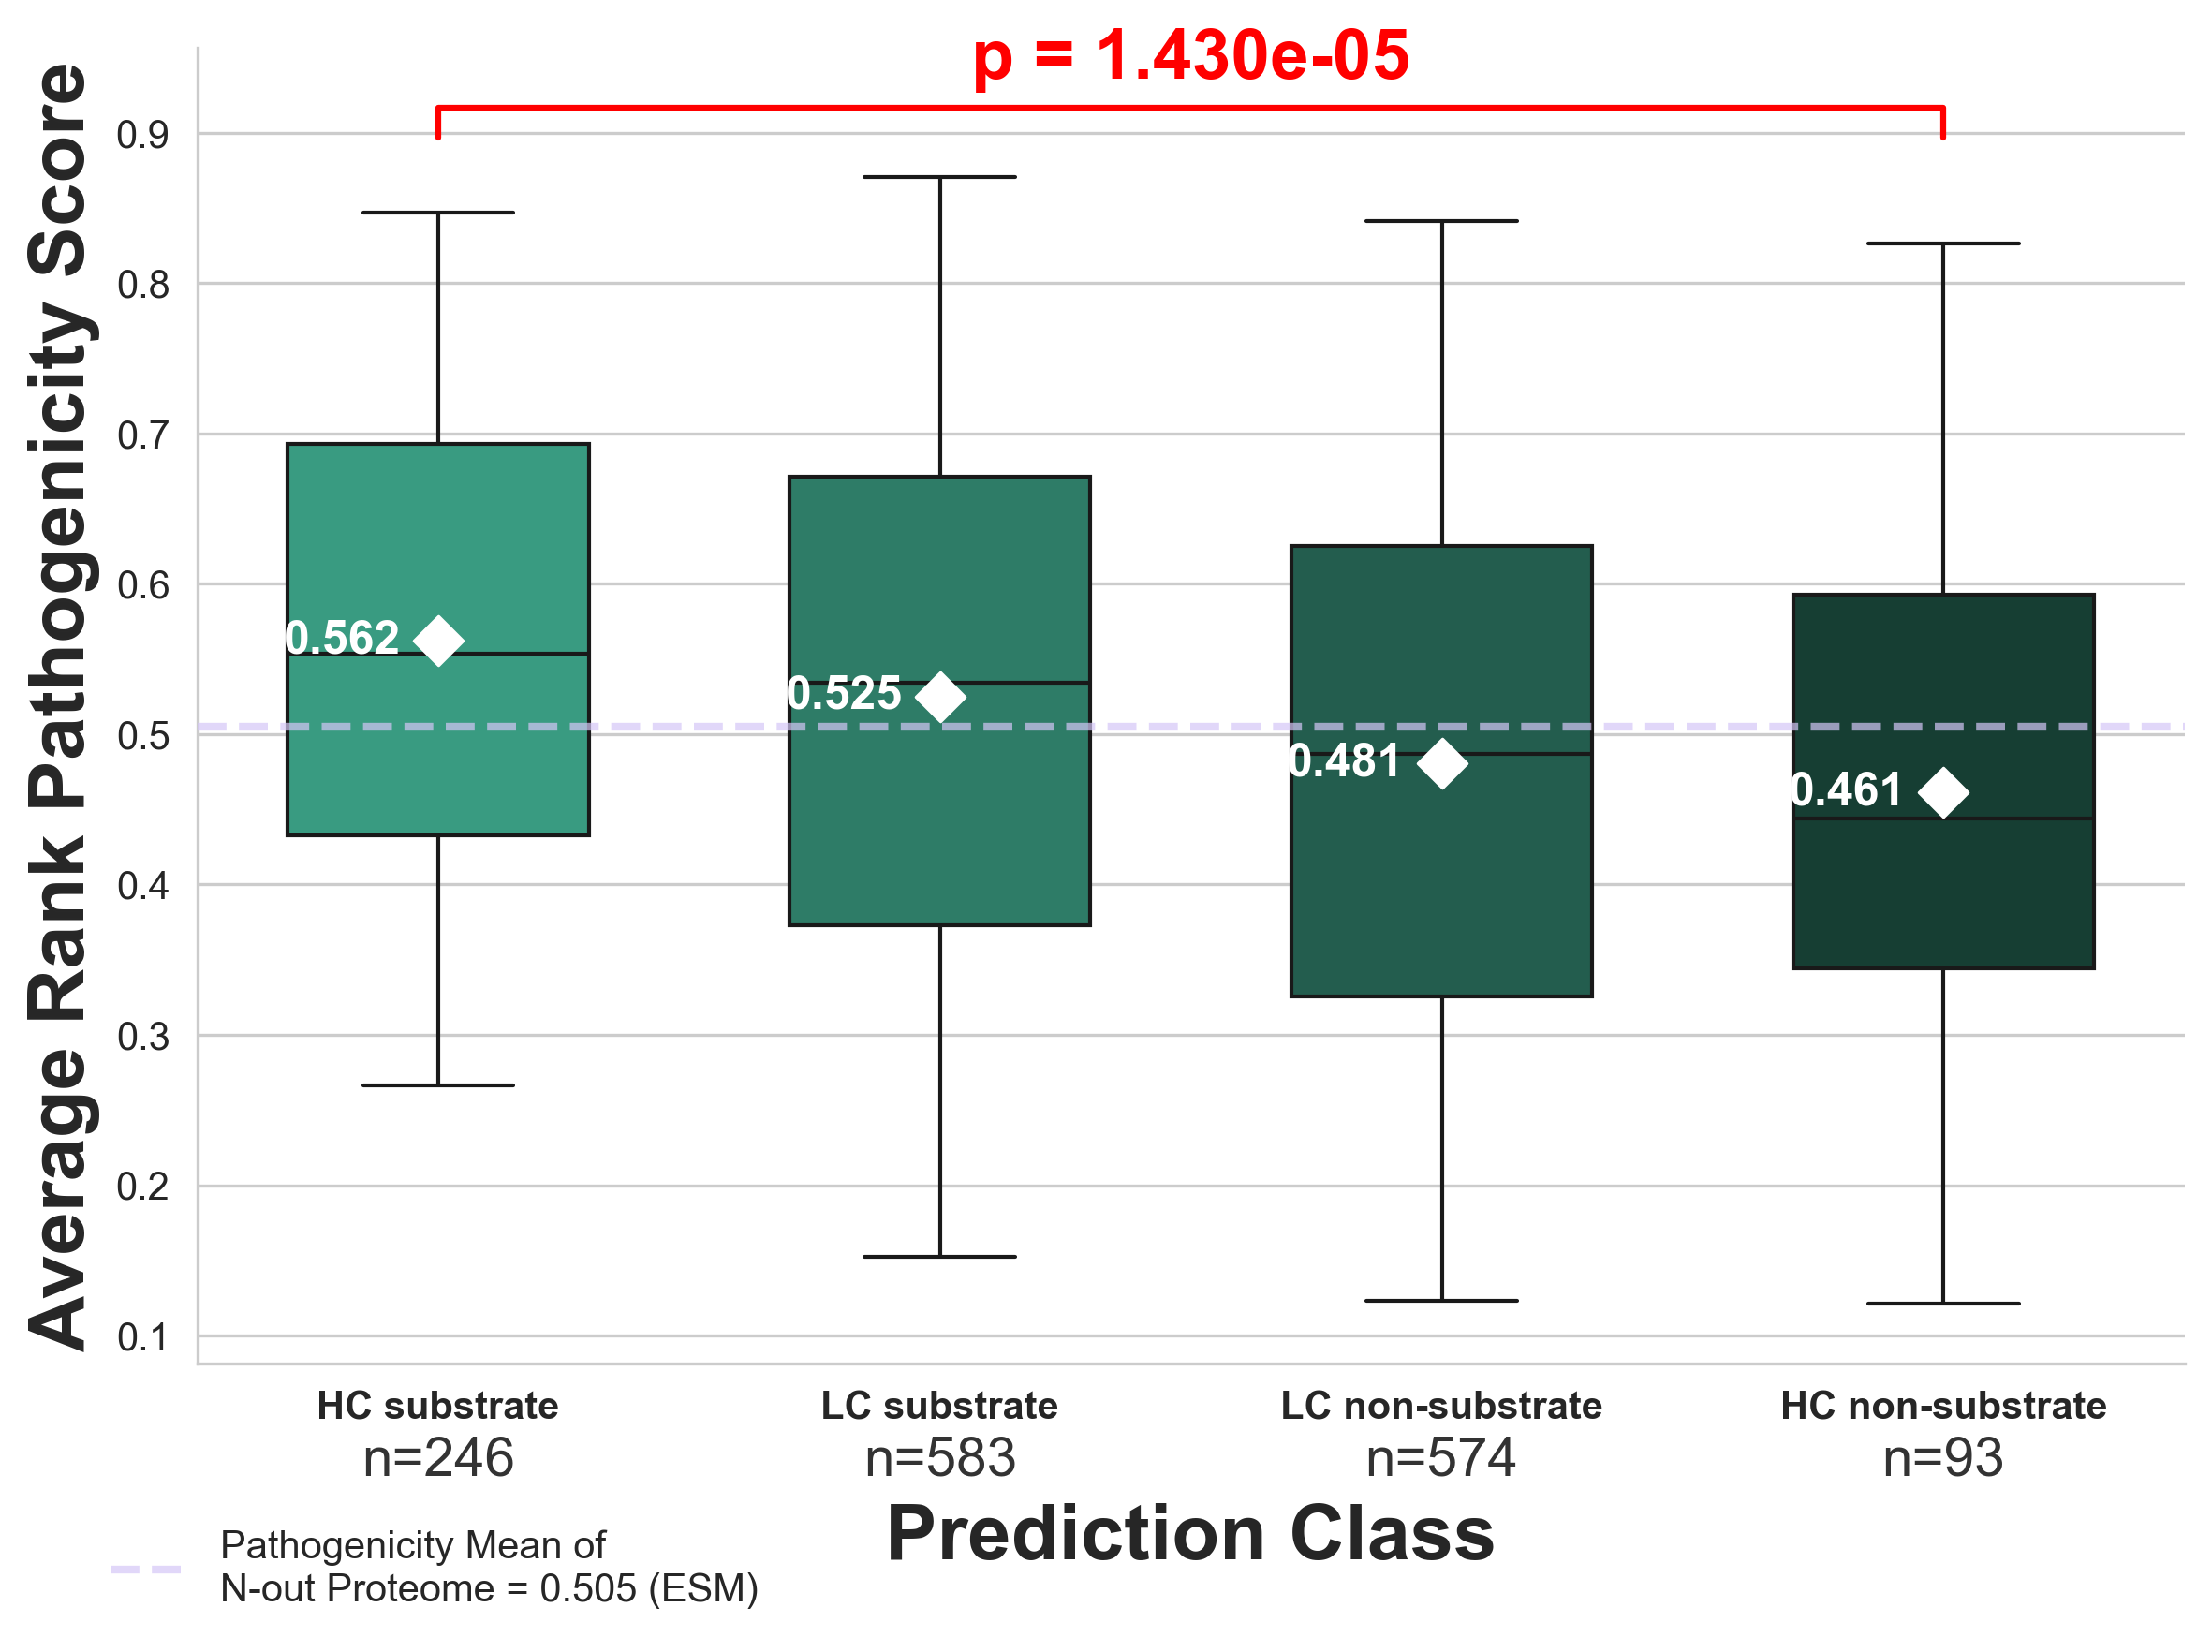 p = 1.430e-05
Average Rank Pathogenicity Score
0.9
0.8
0.7
0.6
0.5
0.4
0.3
0.2
0.1
0.562
0.525
0.481
0.461
HC substrate
n=246
LC substrate
n=583
LC non-substrate
n=574
HC non-substrate
n=93
Prediction Class
Pathogenicity Mean of
N-out Proteome = 0.505 (ESM)